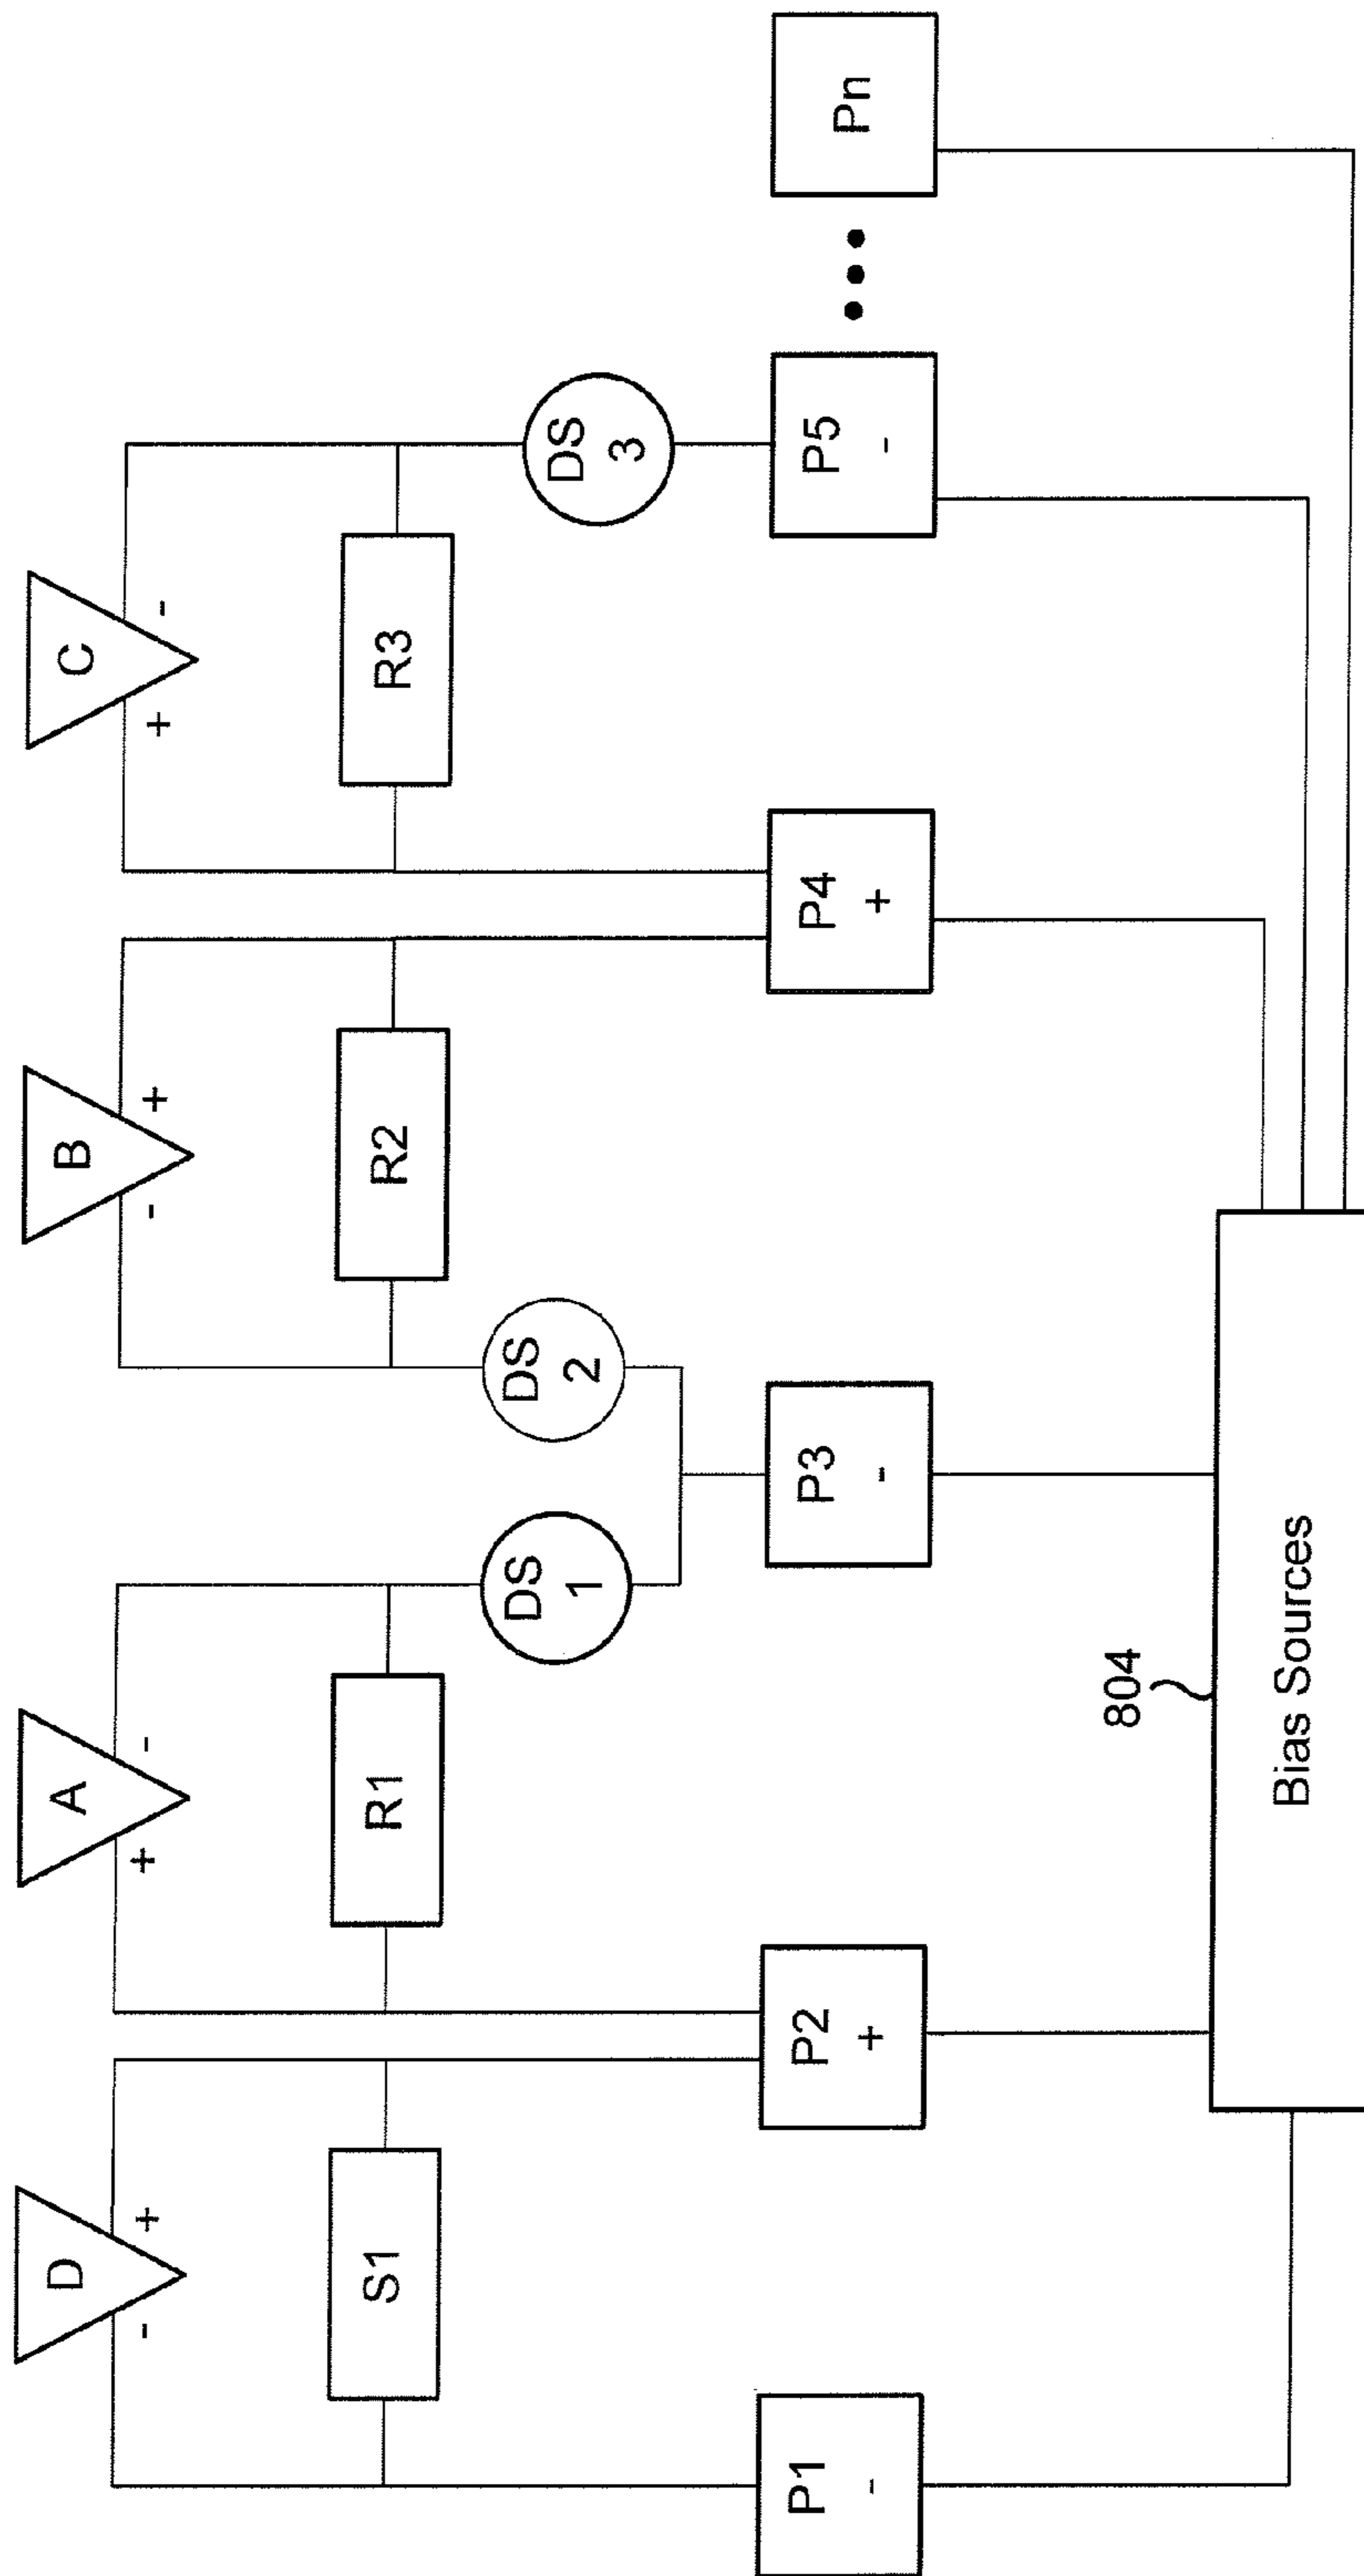 D
A
B
C
- +
+ -
- +
+ -
S1
R1
R2
R3
DS
1
DS
2
DS
3
P1
-
P2
+
P3
-
P4
+
P5
-
•••
Pn
804
Bias Sources